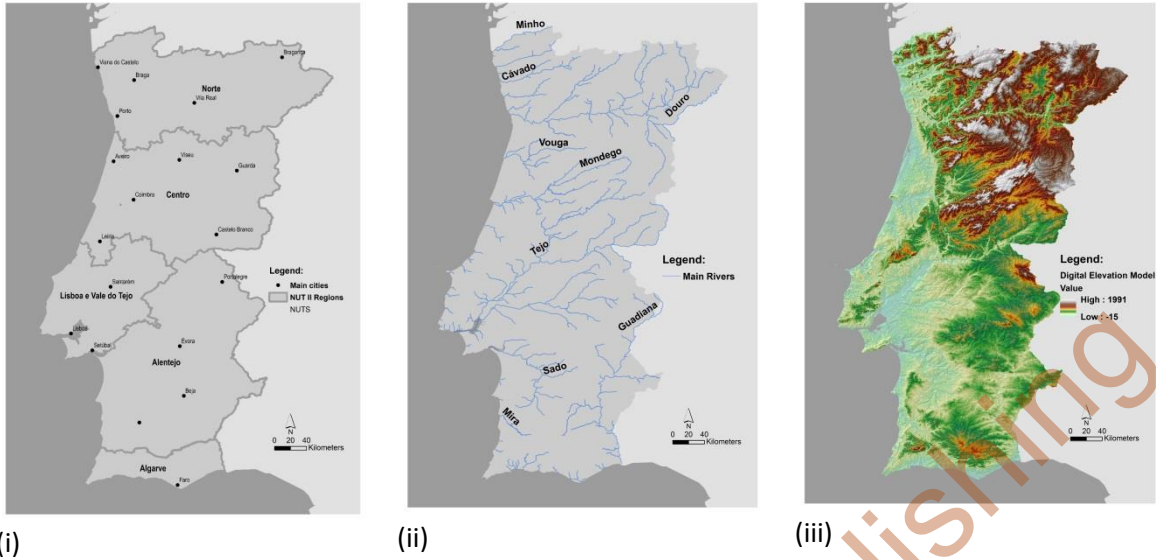 Bragança
Viana do Castelo
Braga
Norte
Vila Real
Porto
Aveiro
Viseu
Guarda
Coimbra
Centro
Castelo Branco
Leiria
Portalegre
Santarém
Lisboa e Vale do Tejo
Lisboa
Setúbal
Évora
Alentejo
Beja
Algarve
Faro
Legend:
Main cities
NUT II Regions
NUTS
N
0 20 40
Kilometers
(i)
Minho
Cávado
Douro
Vouga
Mondego
Tejo
Guadiana
Sado
Mira
Legend:
Main Rivers
N
0 20 40
Kilometers
(ii)
Legend:
Digital Elevation Model
Value
High : 1991
Low : -15
N
0 20 40
Kilometers
(iii)
lishing